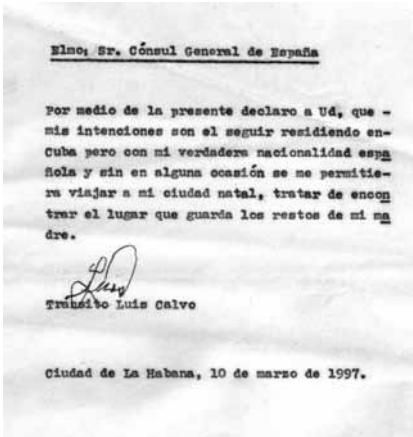 Elmo: Sr. Cónsul General de España
Por medio de la presente declaro a Ud, que -
mis intenciones son el seguir residiendo en-
Cuba pero con mi verdadera nacionalidad espa
ñola y sin en alguna ocasión se me permitie-
ra viajar a mi ciudad natal, tratar de encon
trar el lugar que guarda los restos de mi ma
dre.
Tránsito Luis Calvo
Ciudad de La Habana, 10 de marzo de 1997.